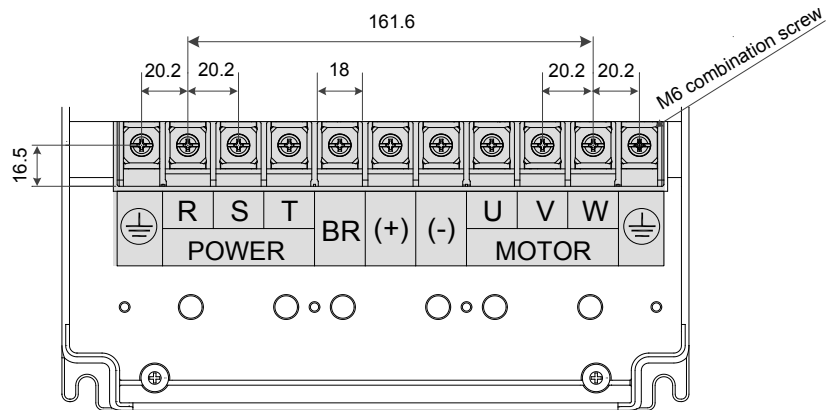 161.6
20.2
20.2
18
20.2
20.2
M6 combination screw
16.5
R S T BR (+) (-) U V W
POWER MOTOR